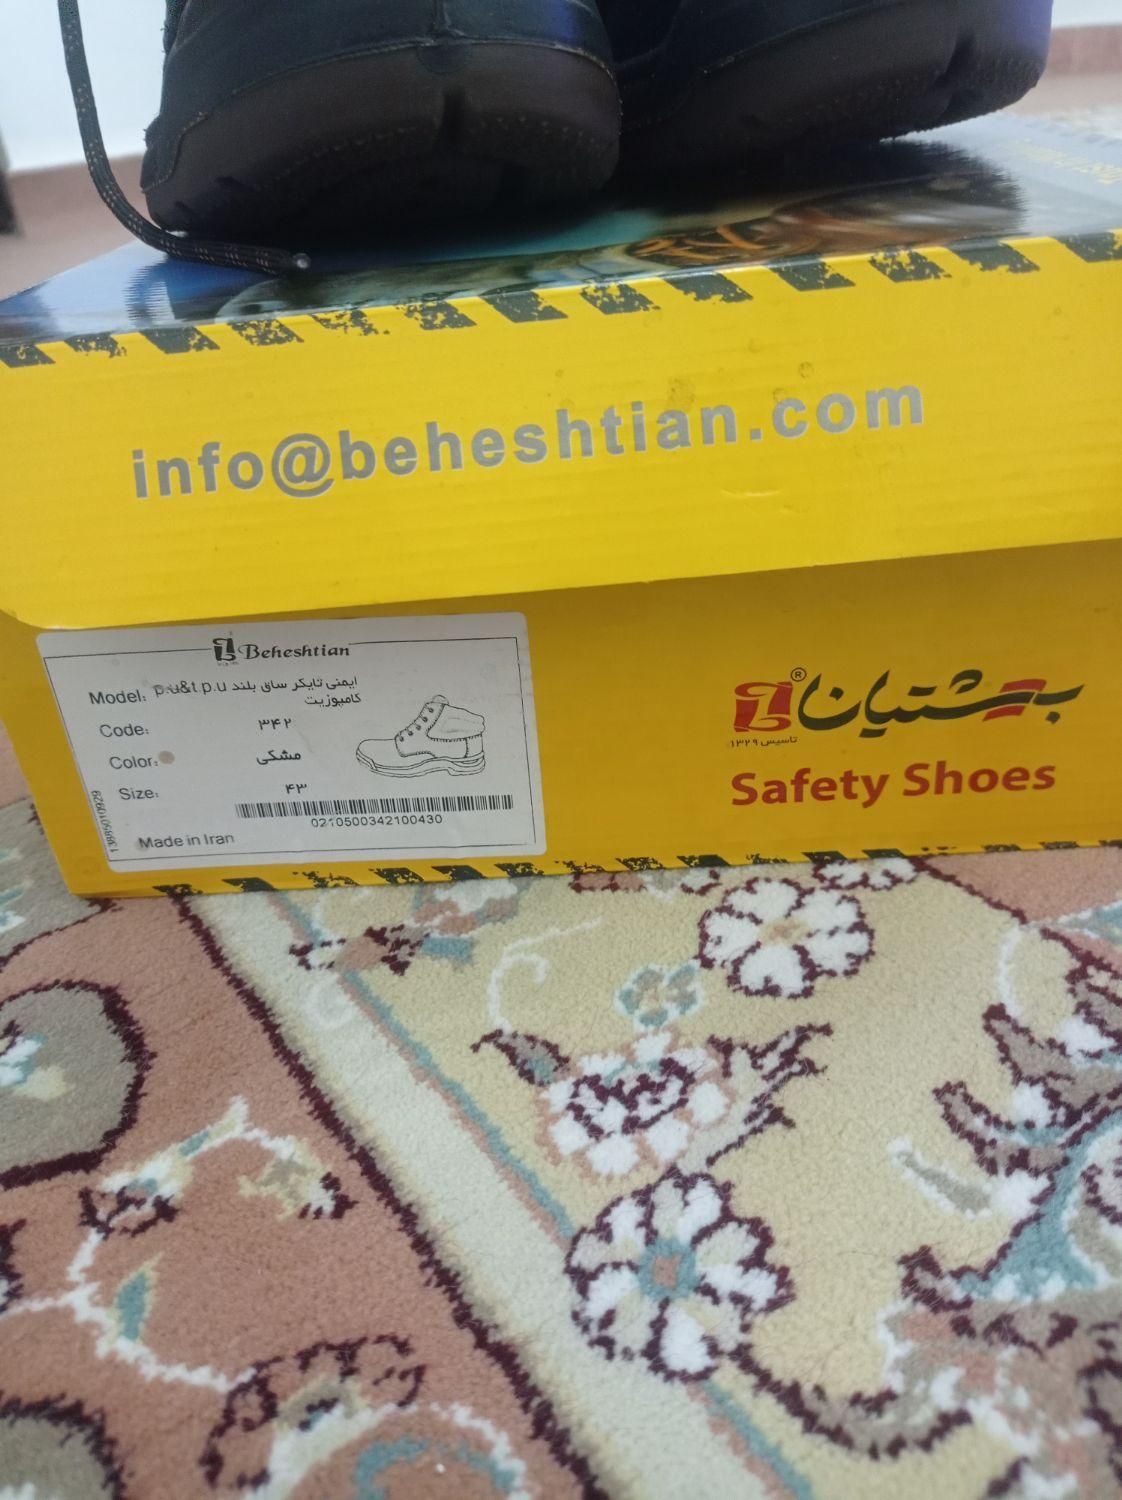 info@beheshtian.com
Beheshtian
Model: ایمنی تایکر ساق بلند p.u&t.p.u
کامپوزیت
Code: ۳۴۲
Color: مشکی
Size: ۴۳
0210500342100430
Made in Iran
بهشتیان ®
تاسیس ۱۳۲۹
Safety Shoes